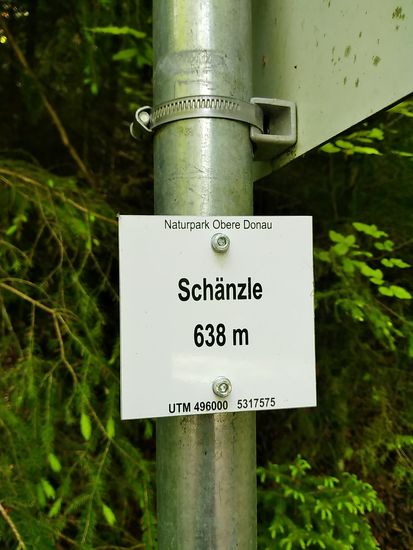 Naturpark Obere Donau
Schänzle
638 m
UTM 496000 5317575